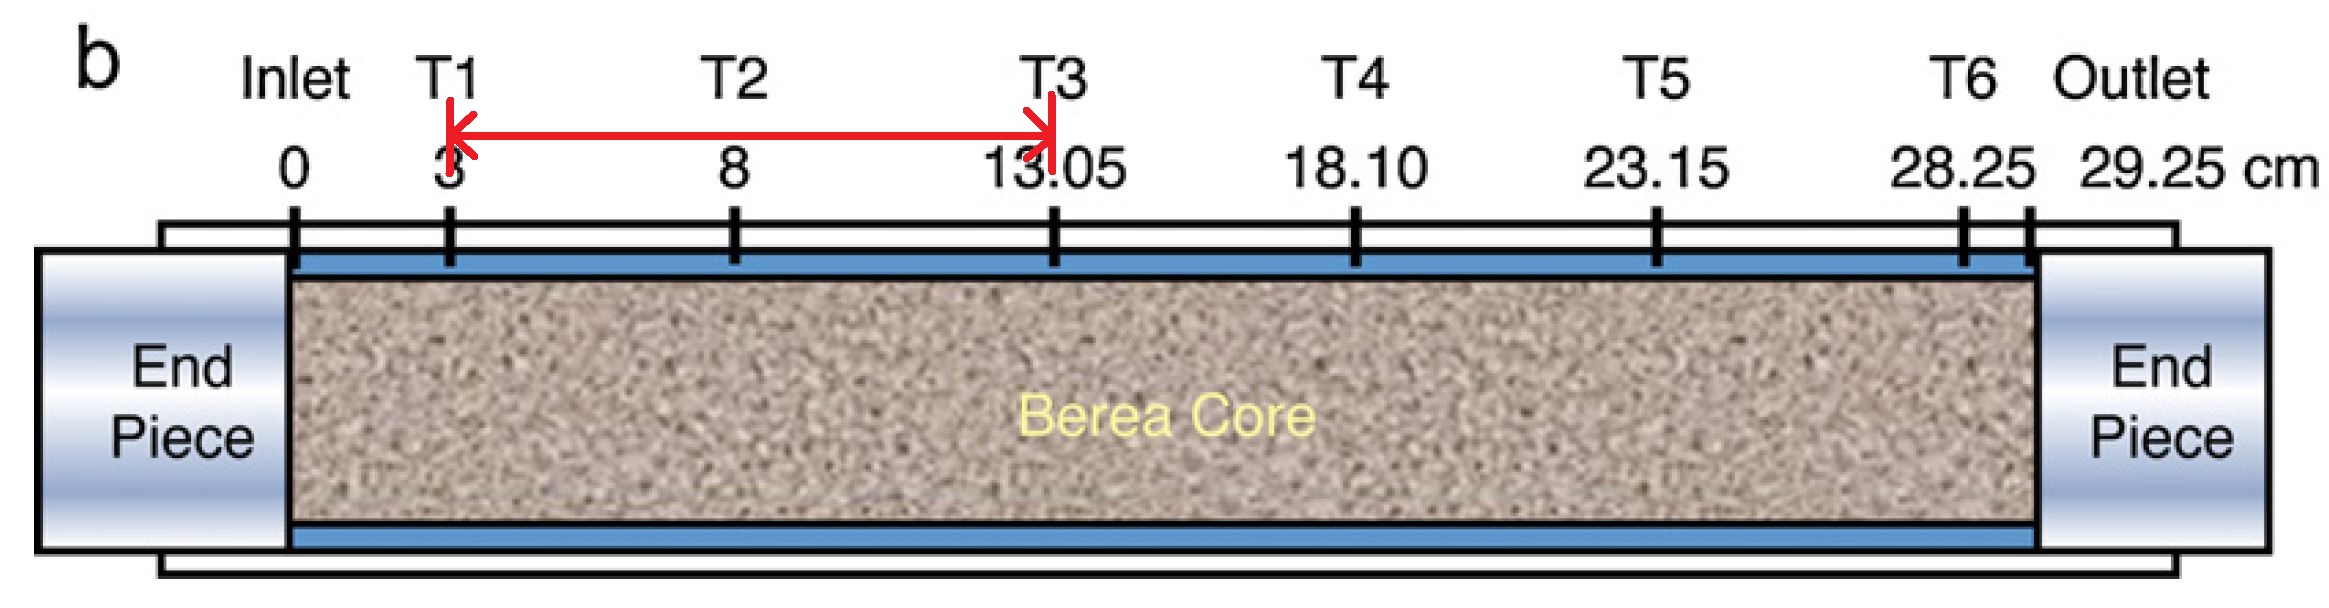 b
Inlet T1 T2 T3 T4 T5 T6 Outlet
0 3 8 13.05 18.10 23.15 28.25 29.25 cm
End
Piece
Berea Core
End
Piece